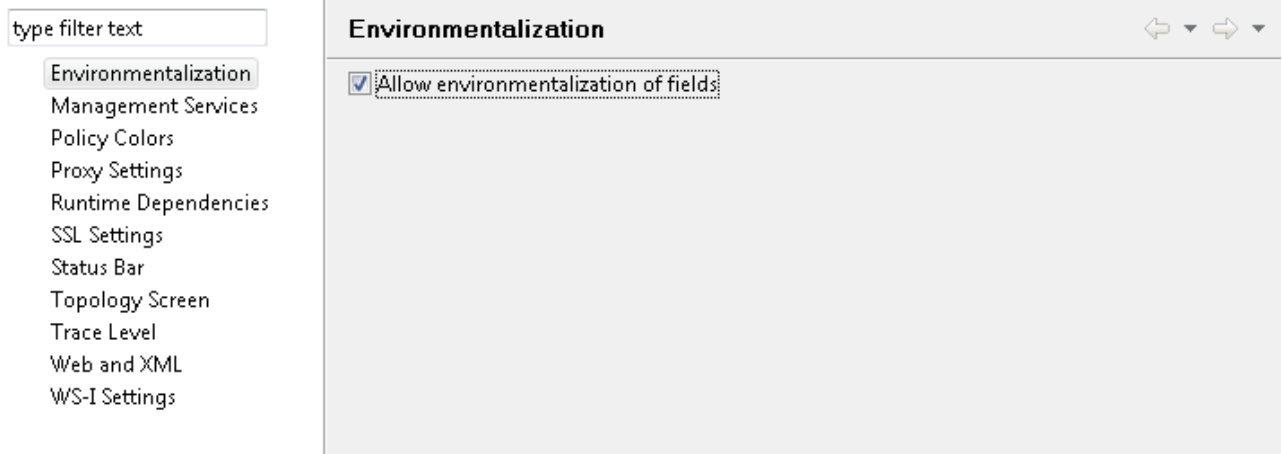 type filter text
Environmentalization
Management Services
Policy Colors
Proxy Settings
Runtime Dependencies
SSL Settings
Status Bar
Topology Screen
Trace Level
Web and XML
WS-I Settings
Environmentalization
Allow environmentalization of fields